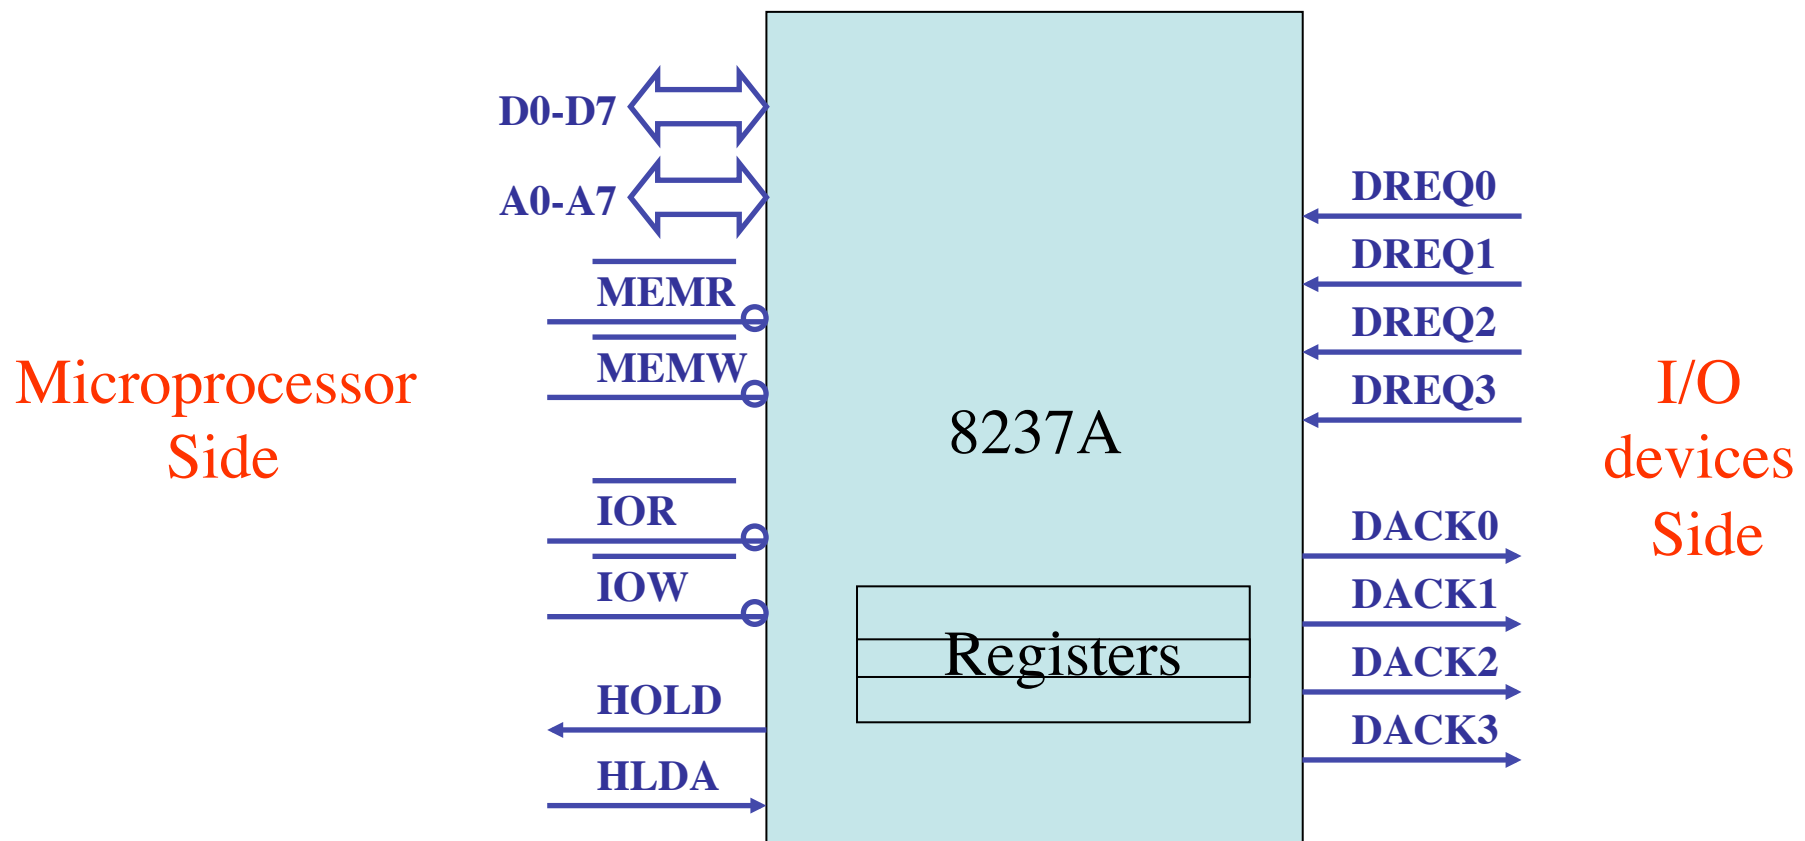 D0-D7
A0-A7
MEMR
MEMW
IOR
IOW
HOLD
HLDA
Microprocessor
Side
8237A
Registers
DREQ0
DREQ1
DREQ2
DREQ3
DACK0
DACK1
DACK2
DACK3
I/O
devices
Side